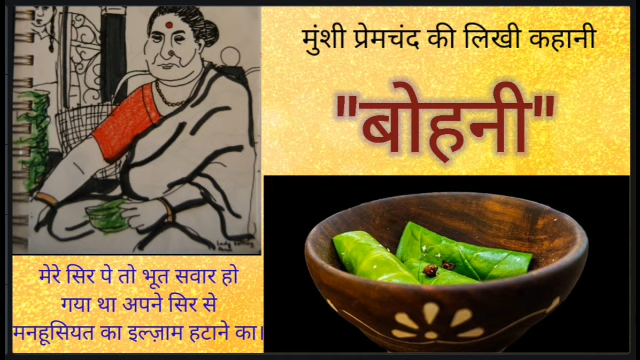 मुंशी प्रेमचंद की लिखी कहानी
"बोहनी"
मेरे सिर पे तो भूत सवार हो
गया था अपने सिर से
मनहूसियत का इल्ज़ाम हटाने का।